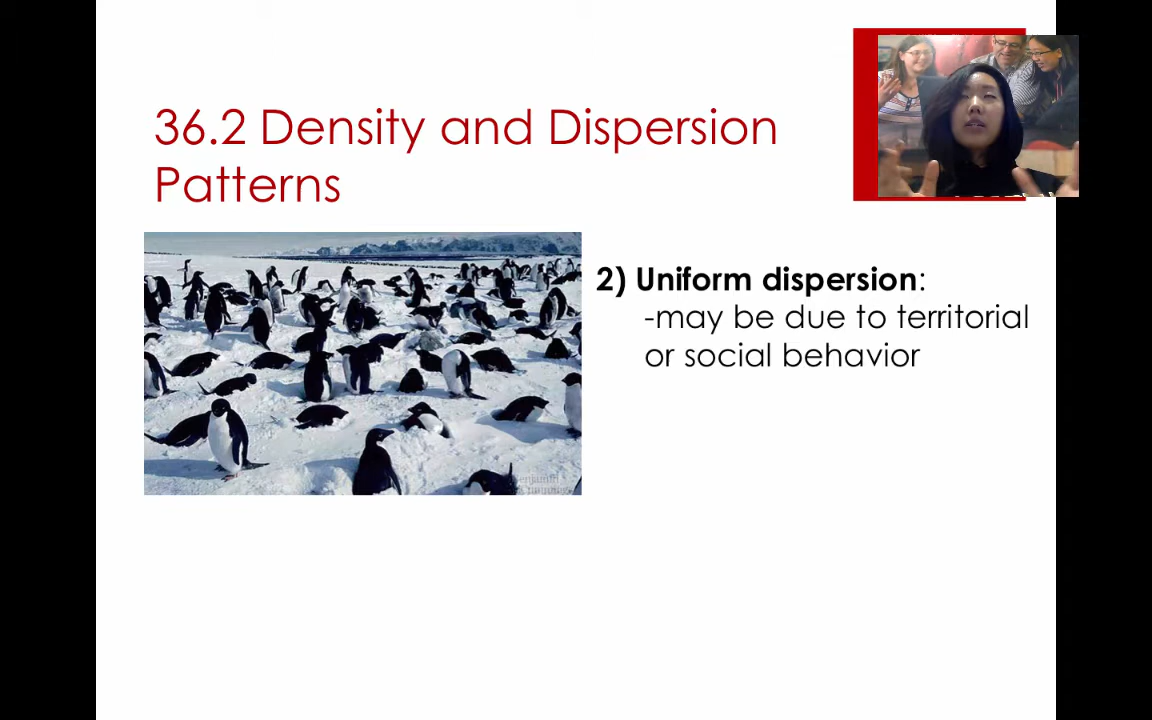 36.2 Density and Dispersion
Patterns
2) Uniform dispersion:
-may be due to territorial
or social behavior